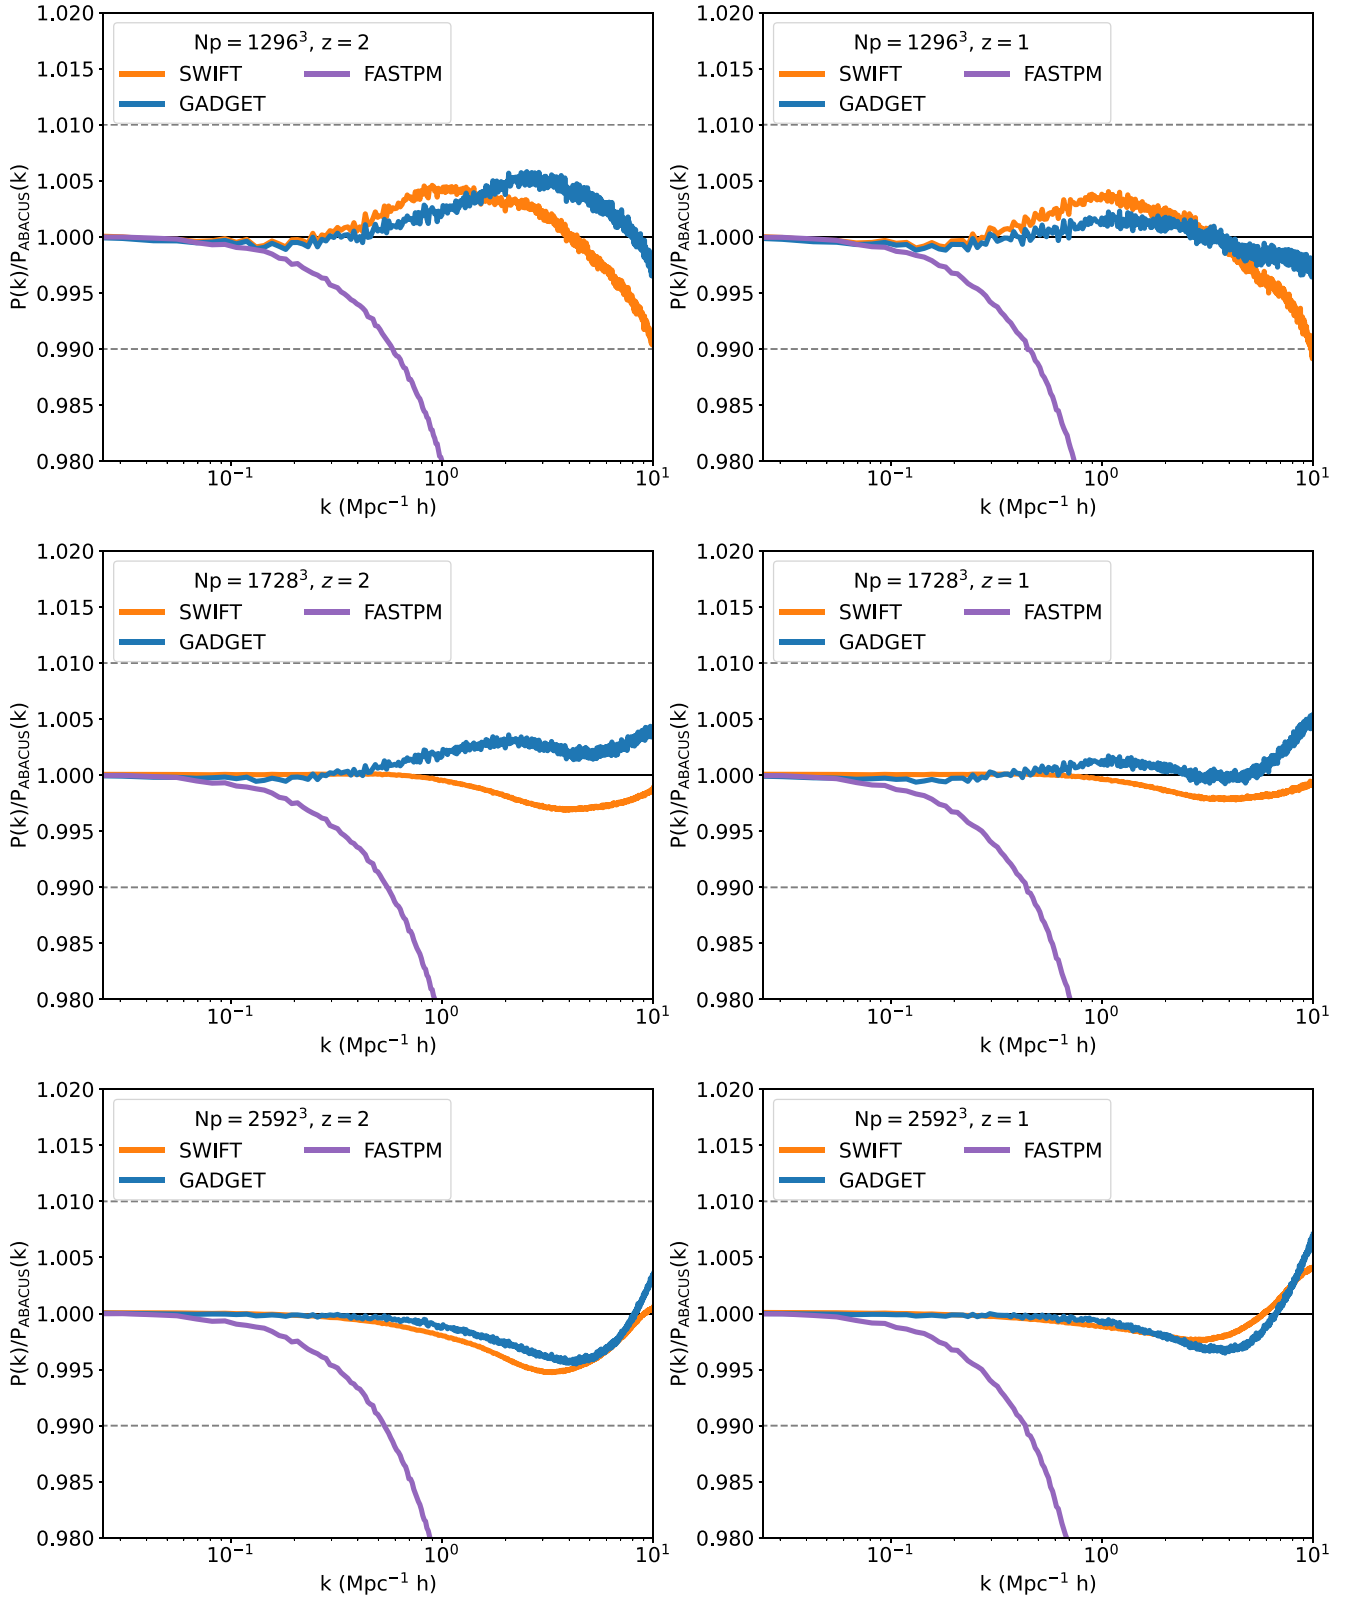 Np = 1296³, z = 2
SWIFT
FASTPM
GADGET
1.020
1.015
1.010
1.005
1.000
0.995
0.990
0.985
0.980
P(k)/P_ABACUS(k)
10⁻¹
10⁰
10¹
k (Mpc⁻¹ h)
Np = 1296³, z = 1
SWIFT
FASTPM
GADGET
1.020
1.015
1.010
1.005
1.000
0.995
0.990
0.985
0.980
P(k)/P_ABACUS(k)
10⁻¹
10⁰
10¹
k (Mpc⁻¹ h)
Np = 1728³, z = 2
SWIFT
FASTPM
GADGET
1.020
1.015
1.010
1.005
1.000
0.995
0.990
0.985
0.980
P(k)/P_ABACUS(k)
10⁻¹
10⁰
10¹
k (Mpc⁻¹ h)
Np = 1728³, z = 1
SWIFT
FASTPM
GADGET
1.020
1.015
1.010
1.005
1.000
0.995
0.990
0.985
0.980
P(k)/P_ABACUS(k)
10⁻¹
10⁰
10¹
k (Mpc⁻¹ h)
Np = 2592³, z = 2
SWIFT
FASTPM
GADGET
1.020
1.015
1.010
1.005
1.000
0.995
0.990
0.985
0.980
P(k)/P_ABACUS(k)
10⁻¹
10⁰
10¹
k (Mpc⁻¹ h)
Np = 2592³, z = 1
SWIFT
FASTPM
GADGET
1.020
1.015
1.010
1.005
1.000
0.995
0.990
0.985
0.980
P(k)/P_ABACUS(k)
10⁻¹
10⁰
10¹
k (Mpc⁻¹ h)